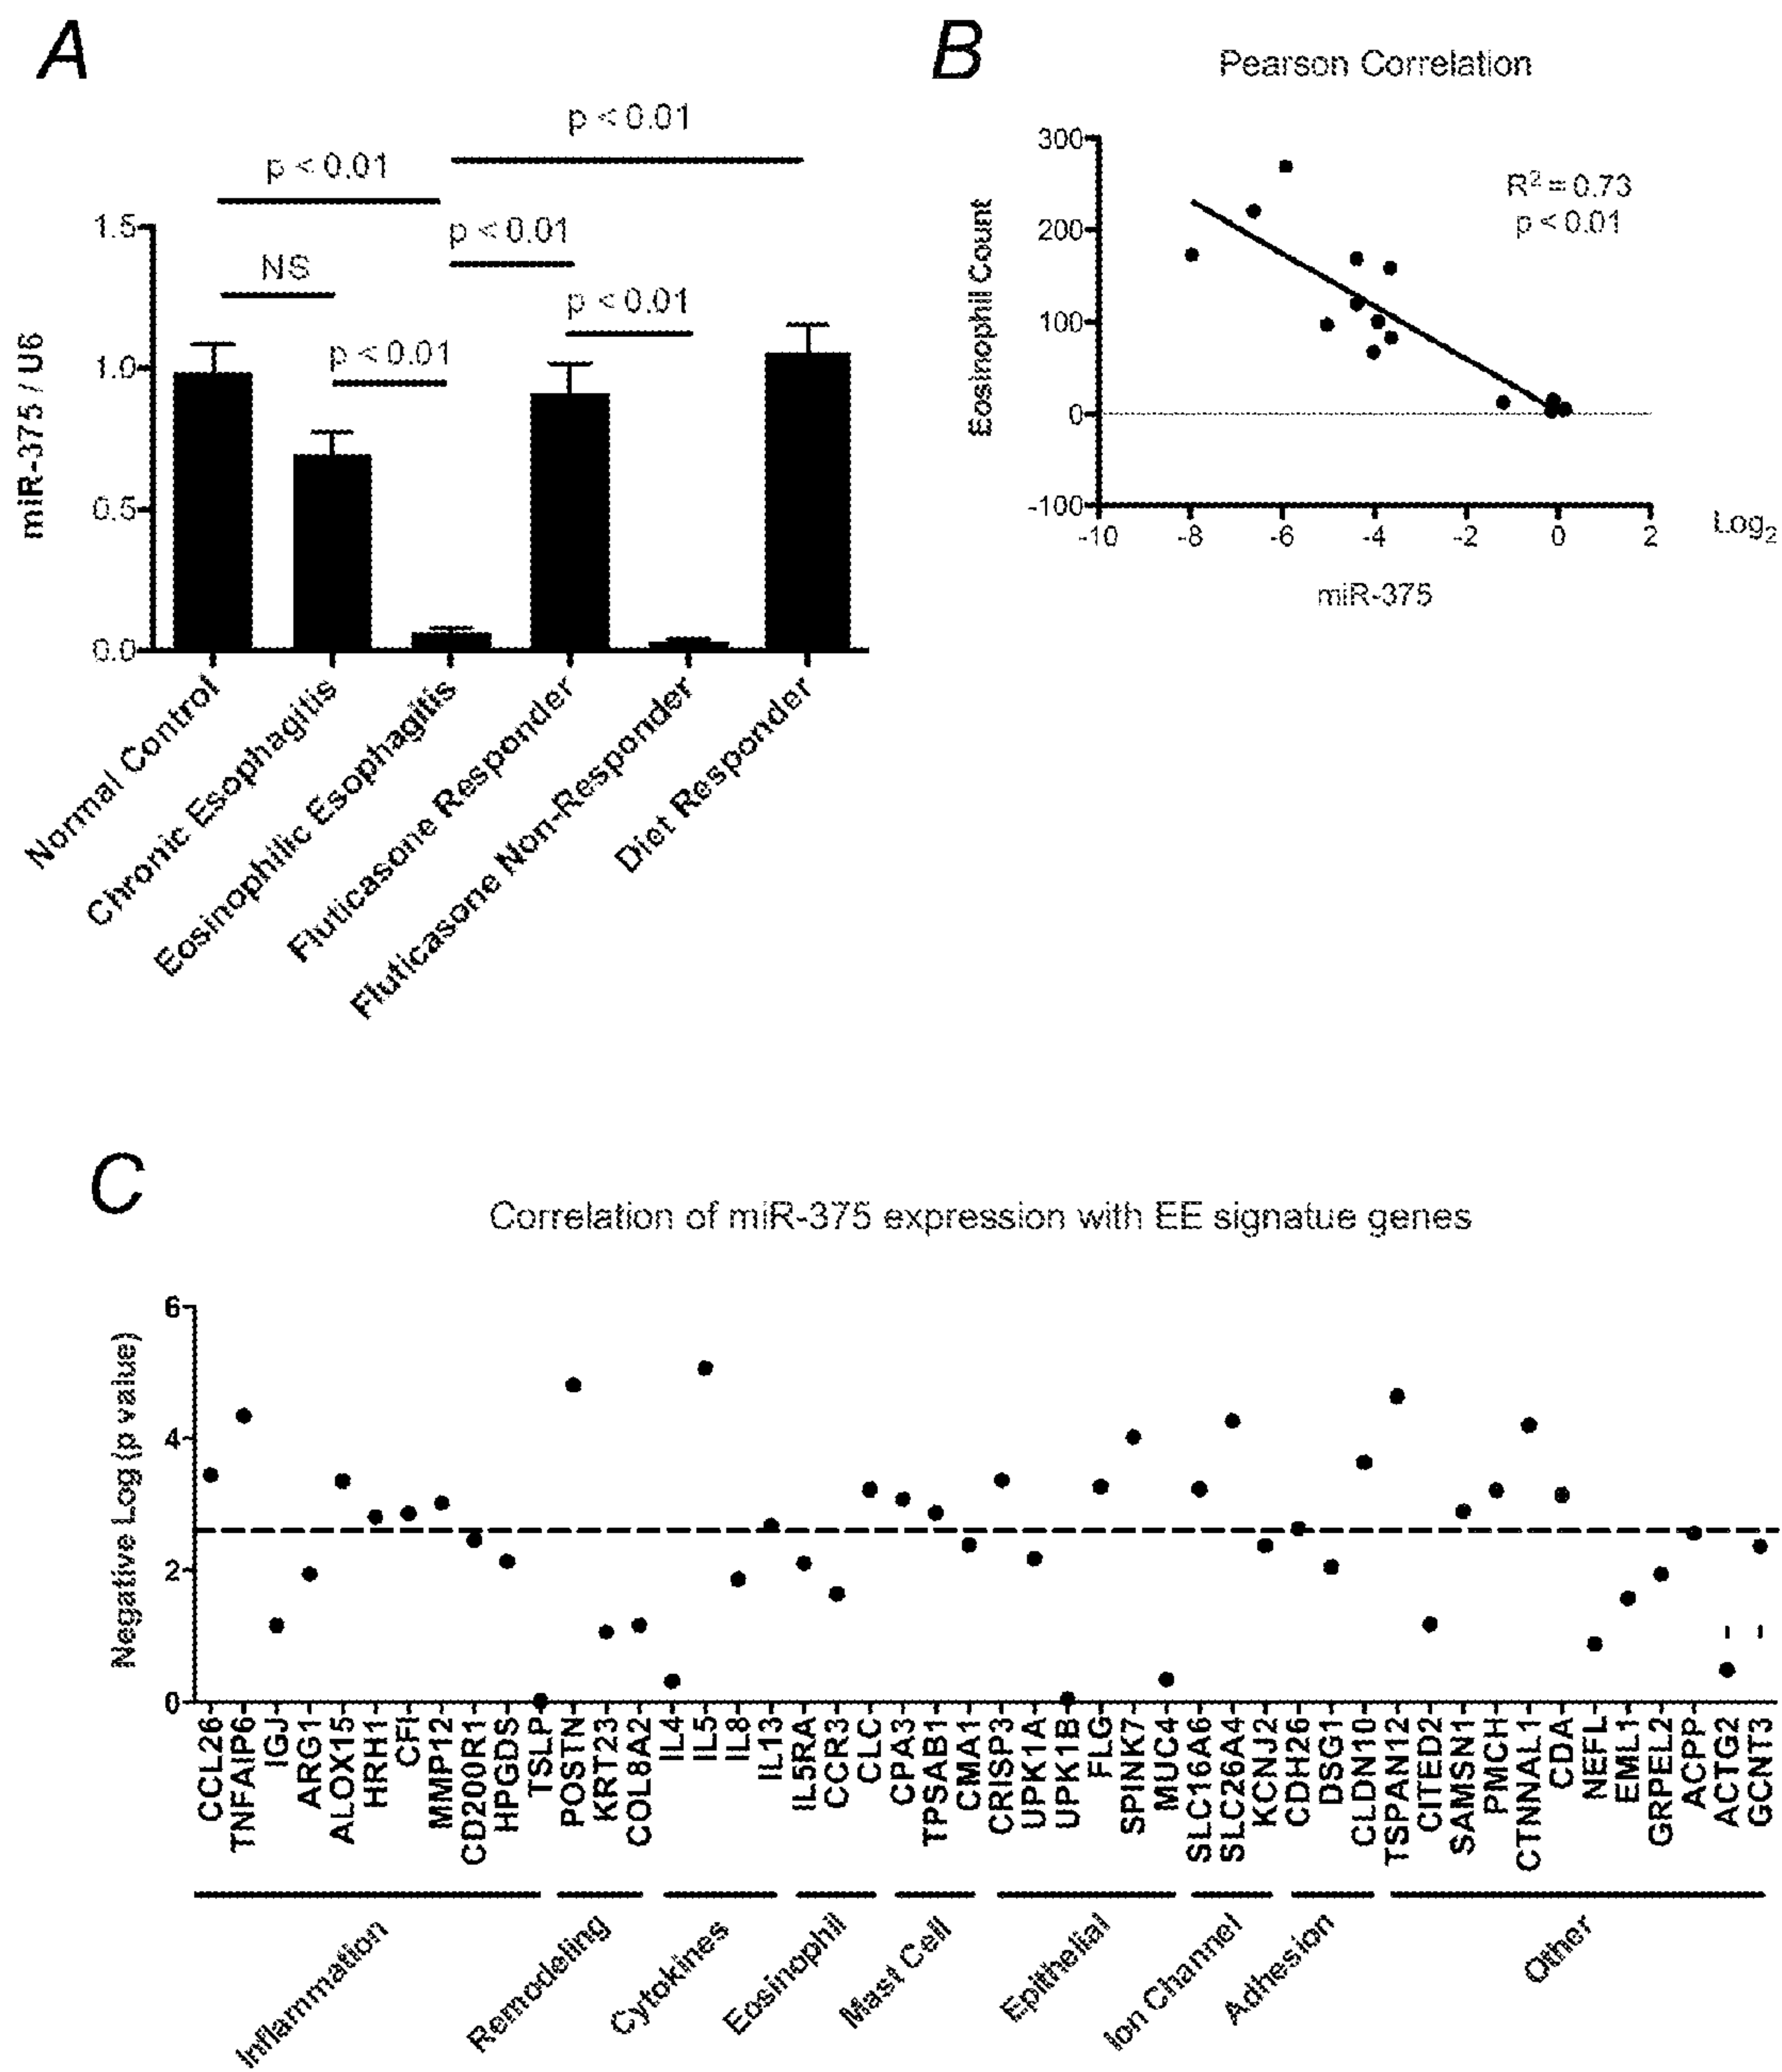 A
p < 0.01
p < 0.01
p < 0.01
NS
p < 0.01
p < 0.01
miR-375 / U6
1.5
1.0
0.5
0.0
Normal Control
Chronic Esophagitis
Eosinophilic Esophagitis
Fluticasone Responder
Fluticasone Non-Responder
Diet Responder
B
Pearson Correlation
R² = 0.73
p < 0.01
Eosinophil Count
300
200
100
0
-100
-10 -8 -6 -4 -2 0 2
Log₂
miR-375
C
Correlation of miR-375 expression with EE signatue genes
Negative Log (p value)
6
4
2
0
CCL26
TNFAIP6
IGJ
ARG1
ALOX15
HRH1
CFI
MMP12
CD200R1
HPGDS
TSLP
POSTN
KRT23
COL8A2
IL4
IL5
IL8
IL13
IL5RA
CCR3
CLC
CPA3
TPSAB1
CMA1
CRISP3
UPK1A
UPK1B
FLG
SPINK7
MUC4
SLC16A6
SLC26A4
KCNJ2
CDH26
DSG1
CLDN10
TSPAN12
CITED2
SAMSN1
PMCH
CTNNAL1
CDA
NEFL
EML1
GRPEL2
ACPP
ACTG2
GCNT3
Inflammation
Remodeling
Cytokines
Eosinophil
Mast Cell
Epithelial
Ion Channel
Adhesion
Other